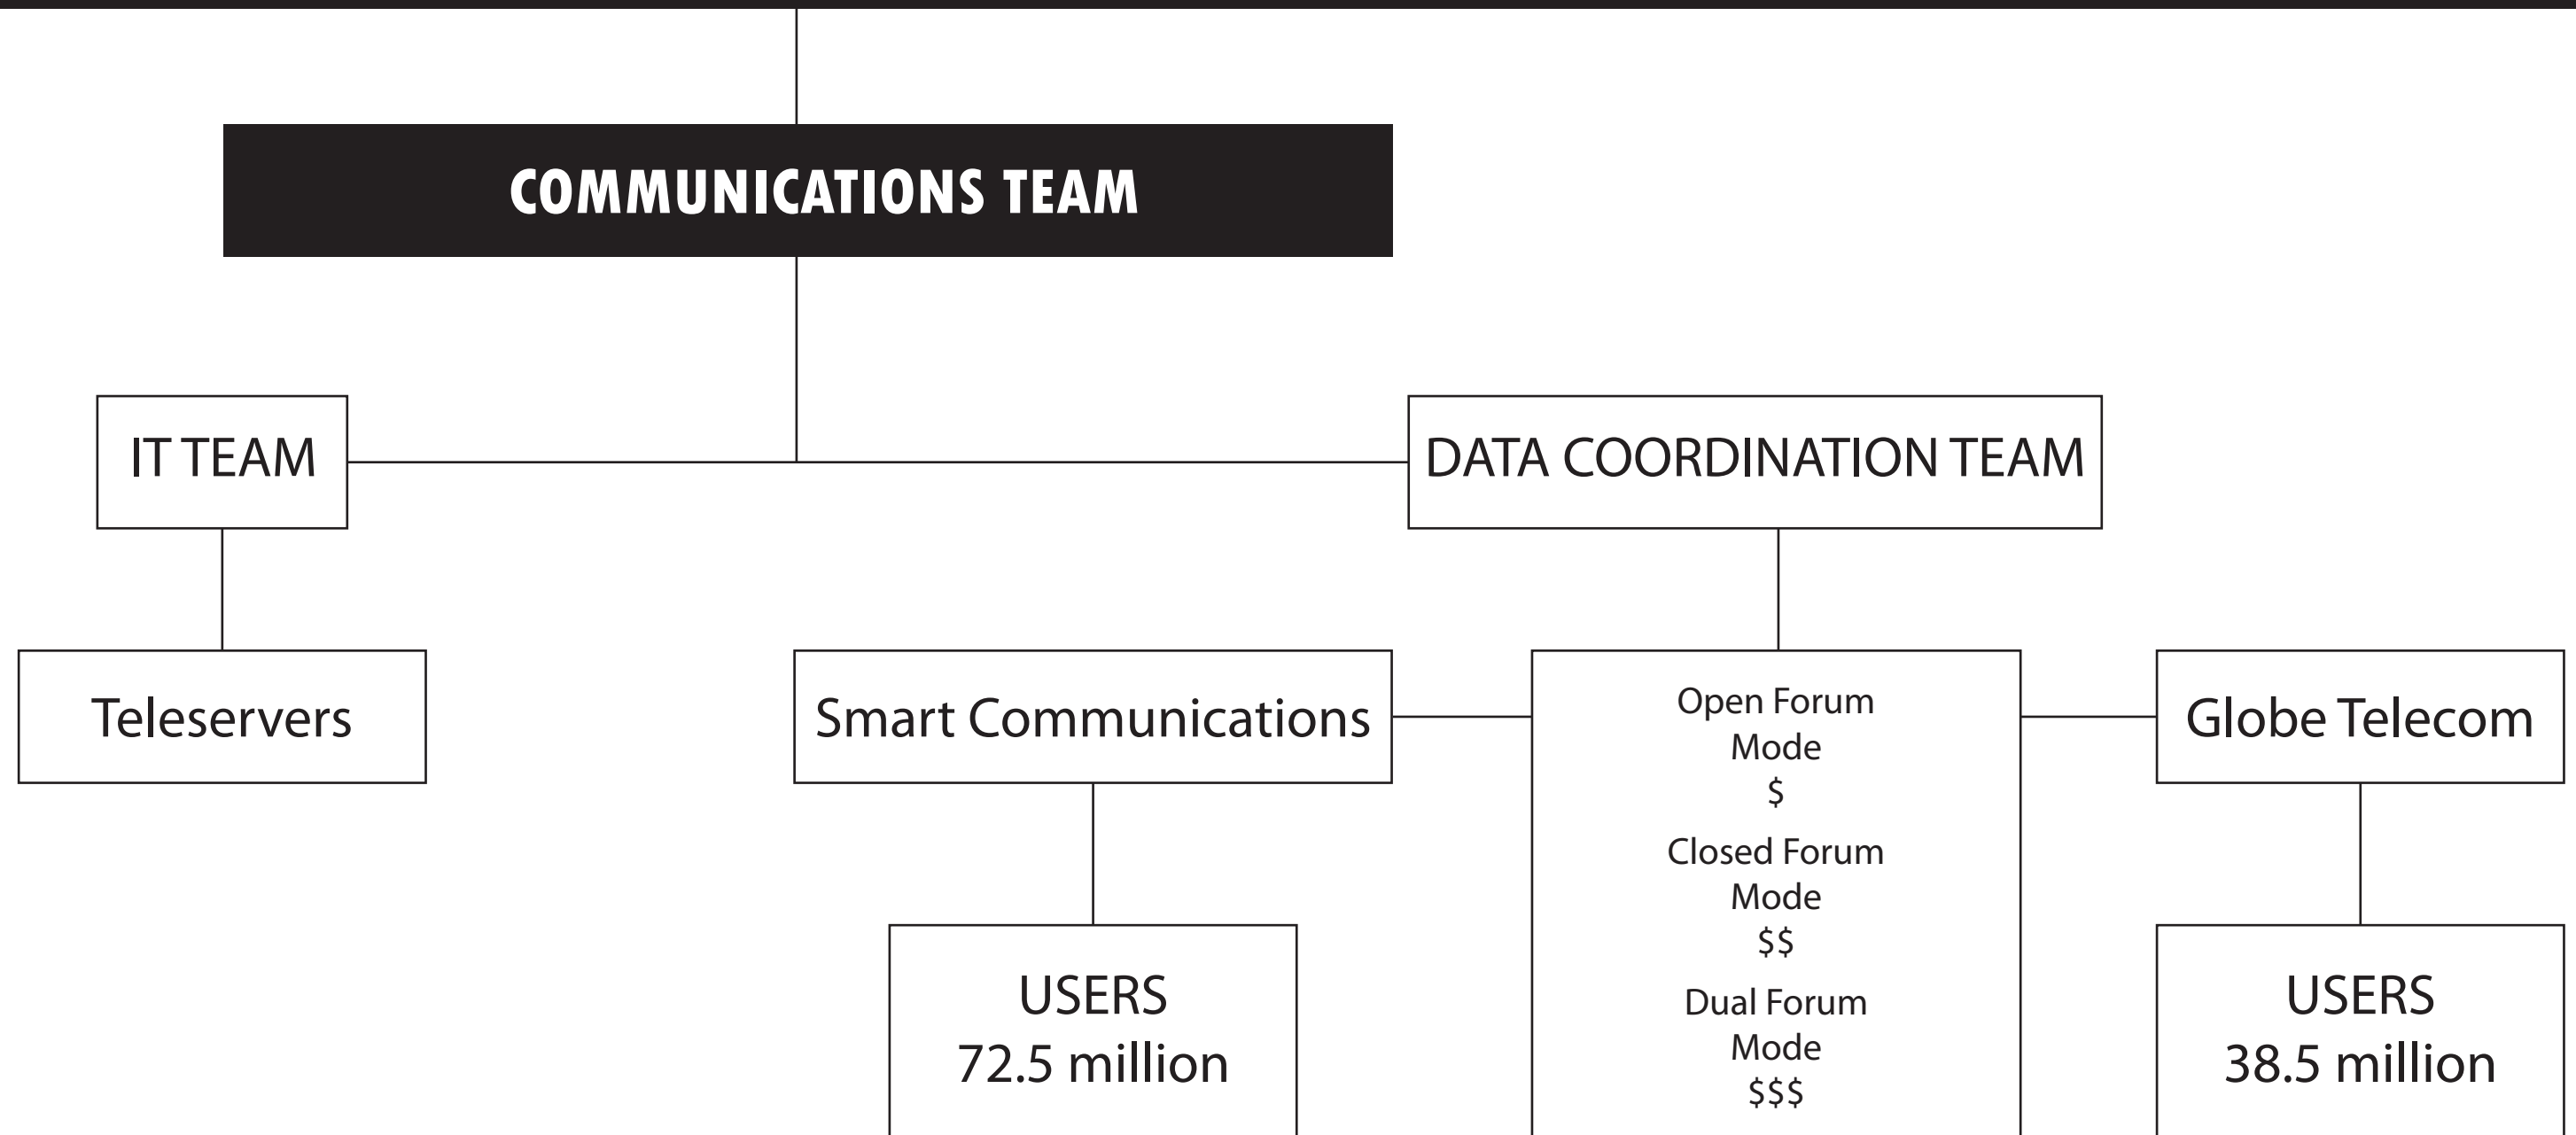 COMMUNICATIONS TEAM
IT TEAM
DATA COORDINATION TEAM
Teleservers
Smart Communications
Open Forum
Mode
$
Closed Forum
Mode
$$
Dual Forum
Mode
$$$
Globe Telecom
USERS
72.5 million
USERS
38.5 million